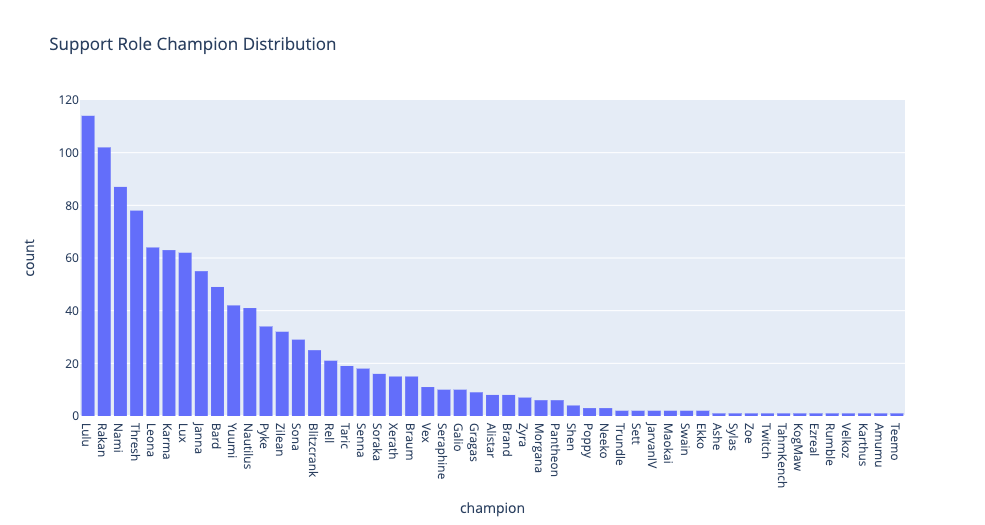 Support Role Champion Distribution
120
100
80
60
40
20
0
count
Lulu
Rakan
Nami
Thresh
Leona
Karma
Lux
Janna
Bard
Yuumi
Nautilus
Pyke
Zilean
Sona
Blitzcrank
Rell
Taric
Senna
Soraka
Xerath
Braum
Vex
Seraphine
Galio
Gragas
Alistar
Brand
Zyra
Morgana
Pantheon
Shen
Poppy
Neeko
Trundle
Sett
JarvanIV
Maokai
Swain
Ekko
Ashe
Sylas
Zoe
Twitch
TahmKench
KogMaw
Ezreal
Rumble
Velkoz
Karthus
Amumu
Teemo
champion